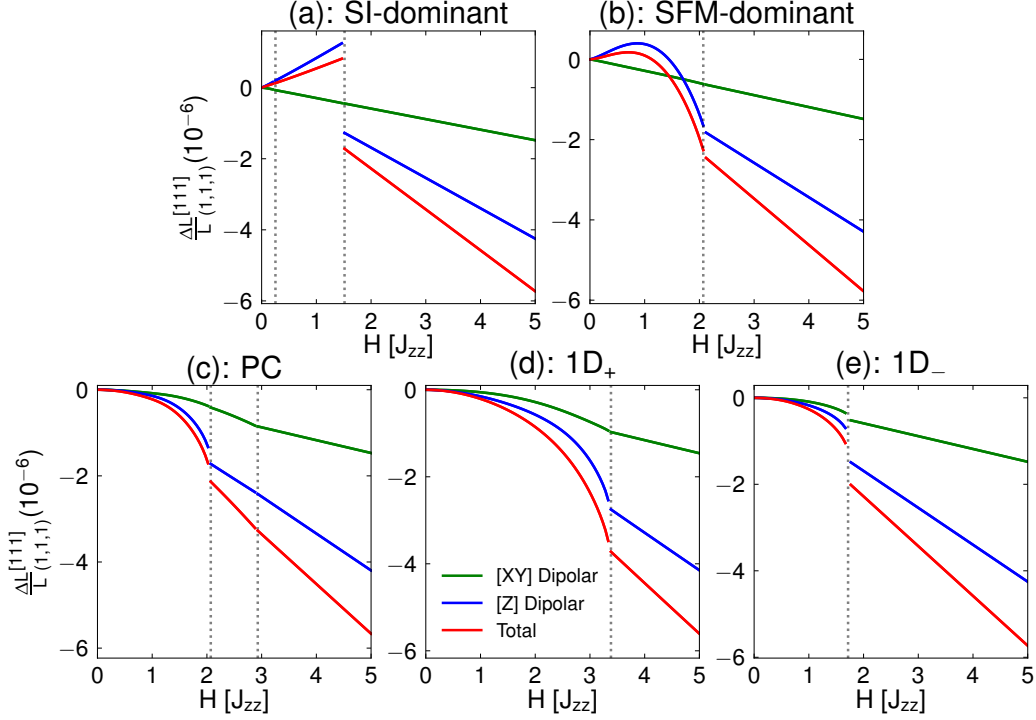 (a): SI-dominant
(b): SFM-dominant
ΔL/L [111] (1,1,1) (10⁻⁶)
0
−2
−4
−6
0 1 2 3 4 5
H [Jzz]
0
−2
−4
−6
0 1 2 3 4 5
H [Jzz]
(c): PC
(d): 1D₊
(e): 1D₋
ΔL/L [111] (1,1,1) (10⁻⁶)
0
−2
−4
−6
0 1 2 3 4 5
H [Jzz]
0
−2
−4
−6
[XY] Dipolar
[Z] Dipolar
Total
0 1 2 3 4 5
H [Jzz]
0
−2
−4
−6
0 1 2 3 4 5
H [Jzz]